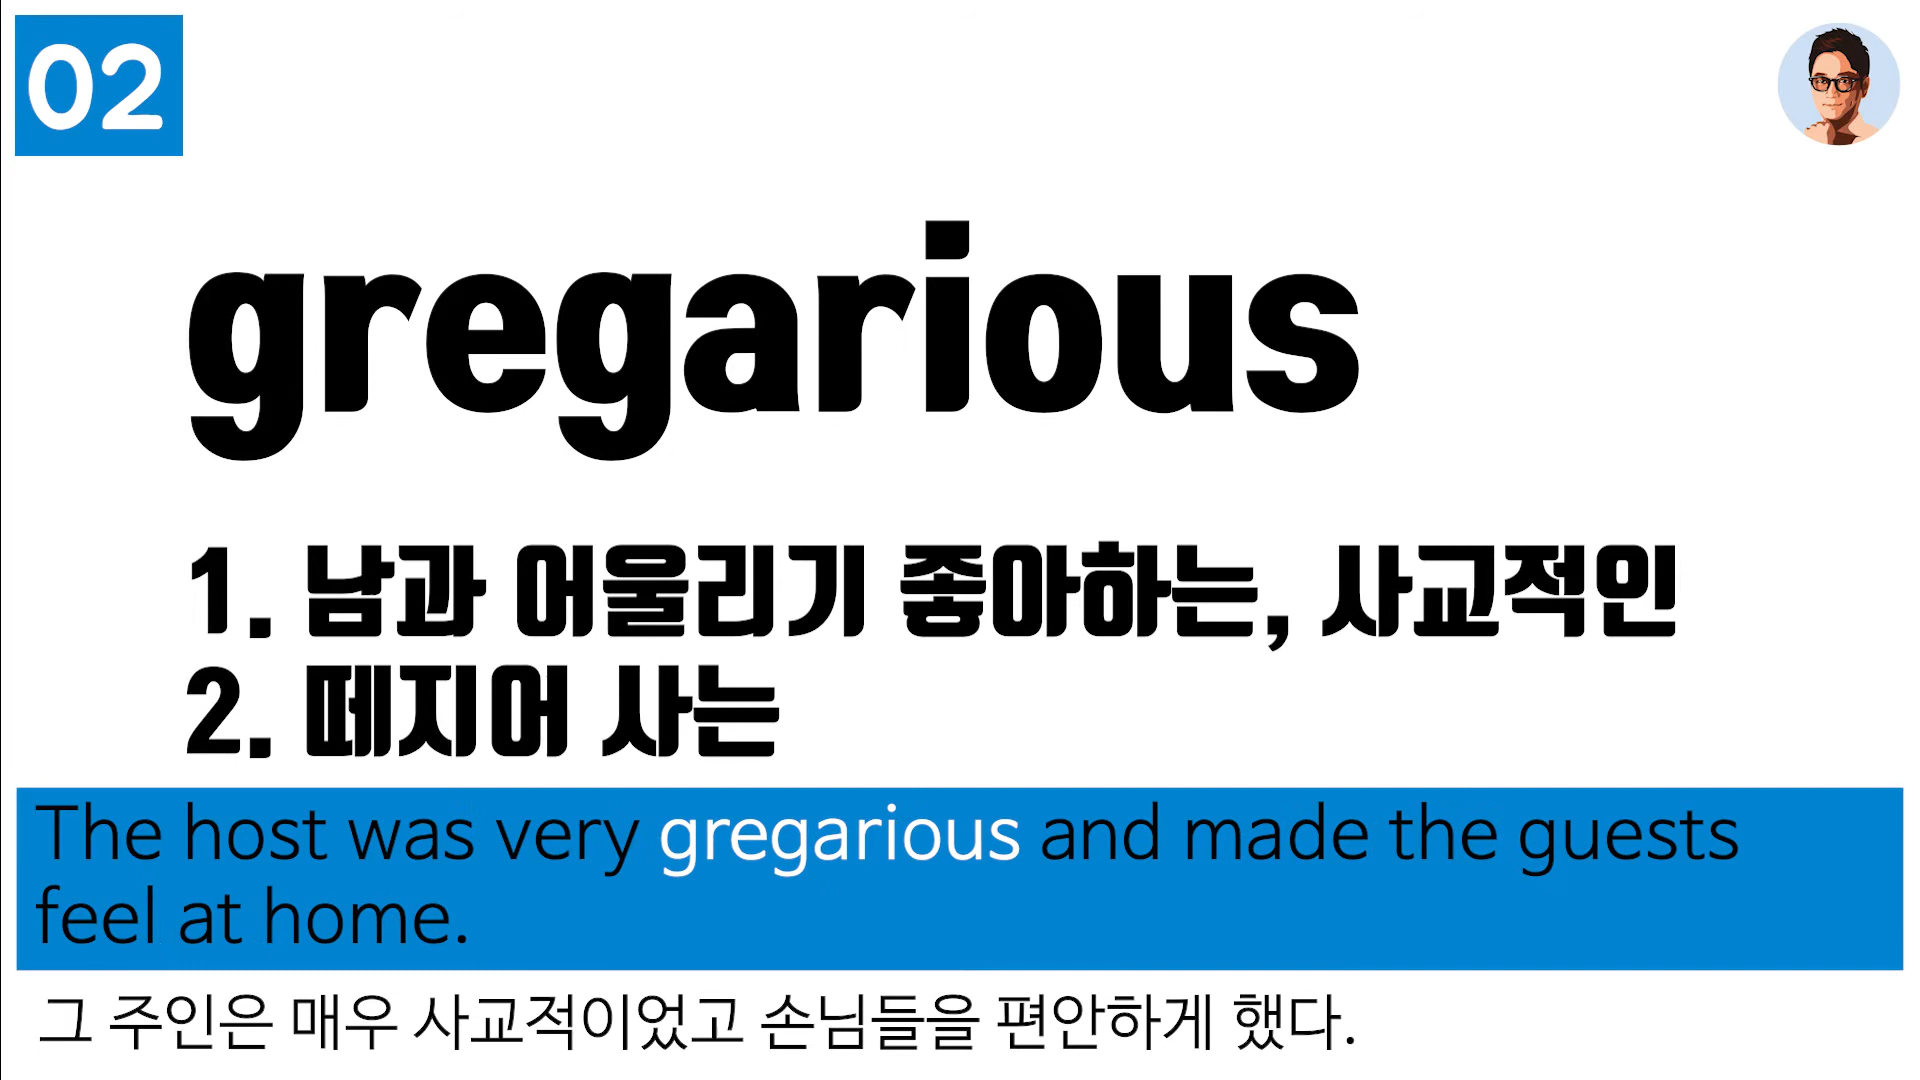 02
gregarious
1. 남과 어울리기 좋아하는, 사교적인
2. 떼지어 사는
The host was very gregarious and made the guests
feel at home.
그 주인은 매우 사교적이었고 손님들을 편안하게 했다.